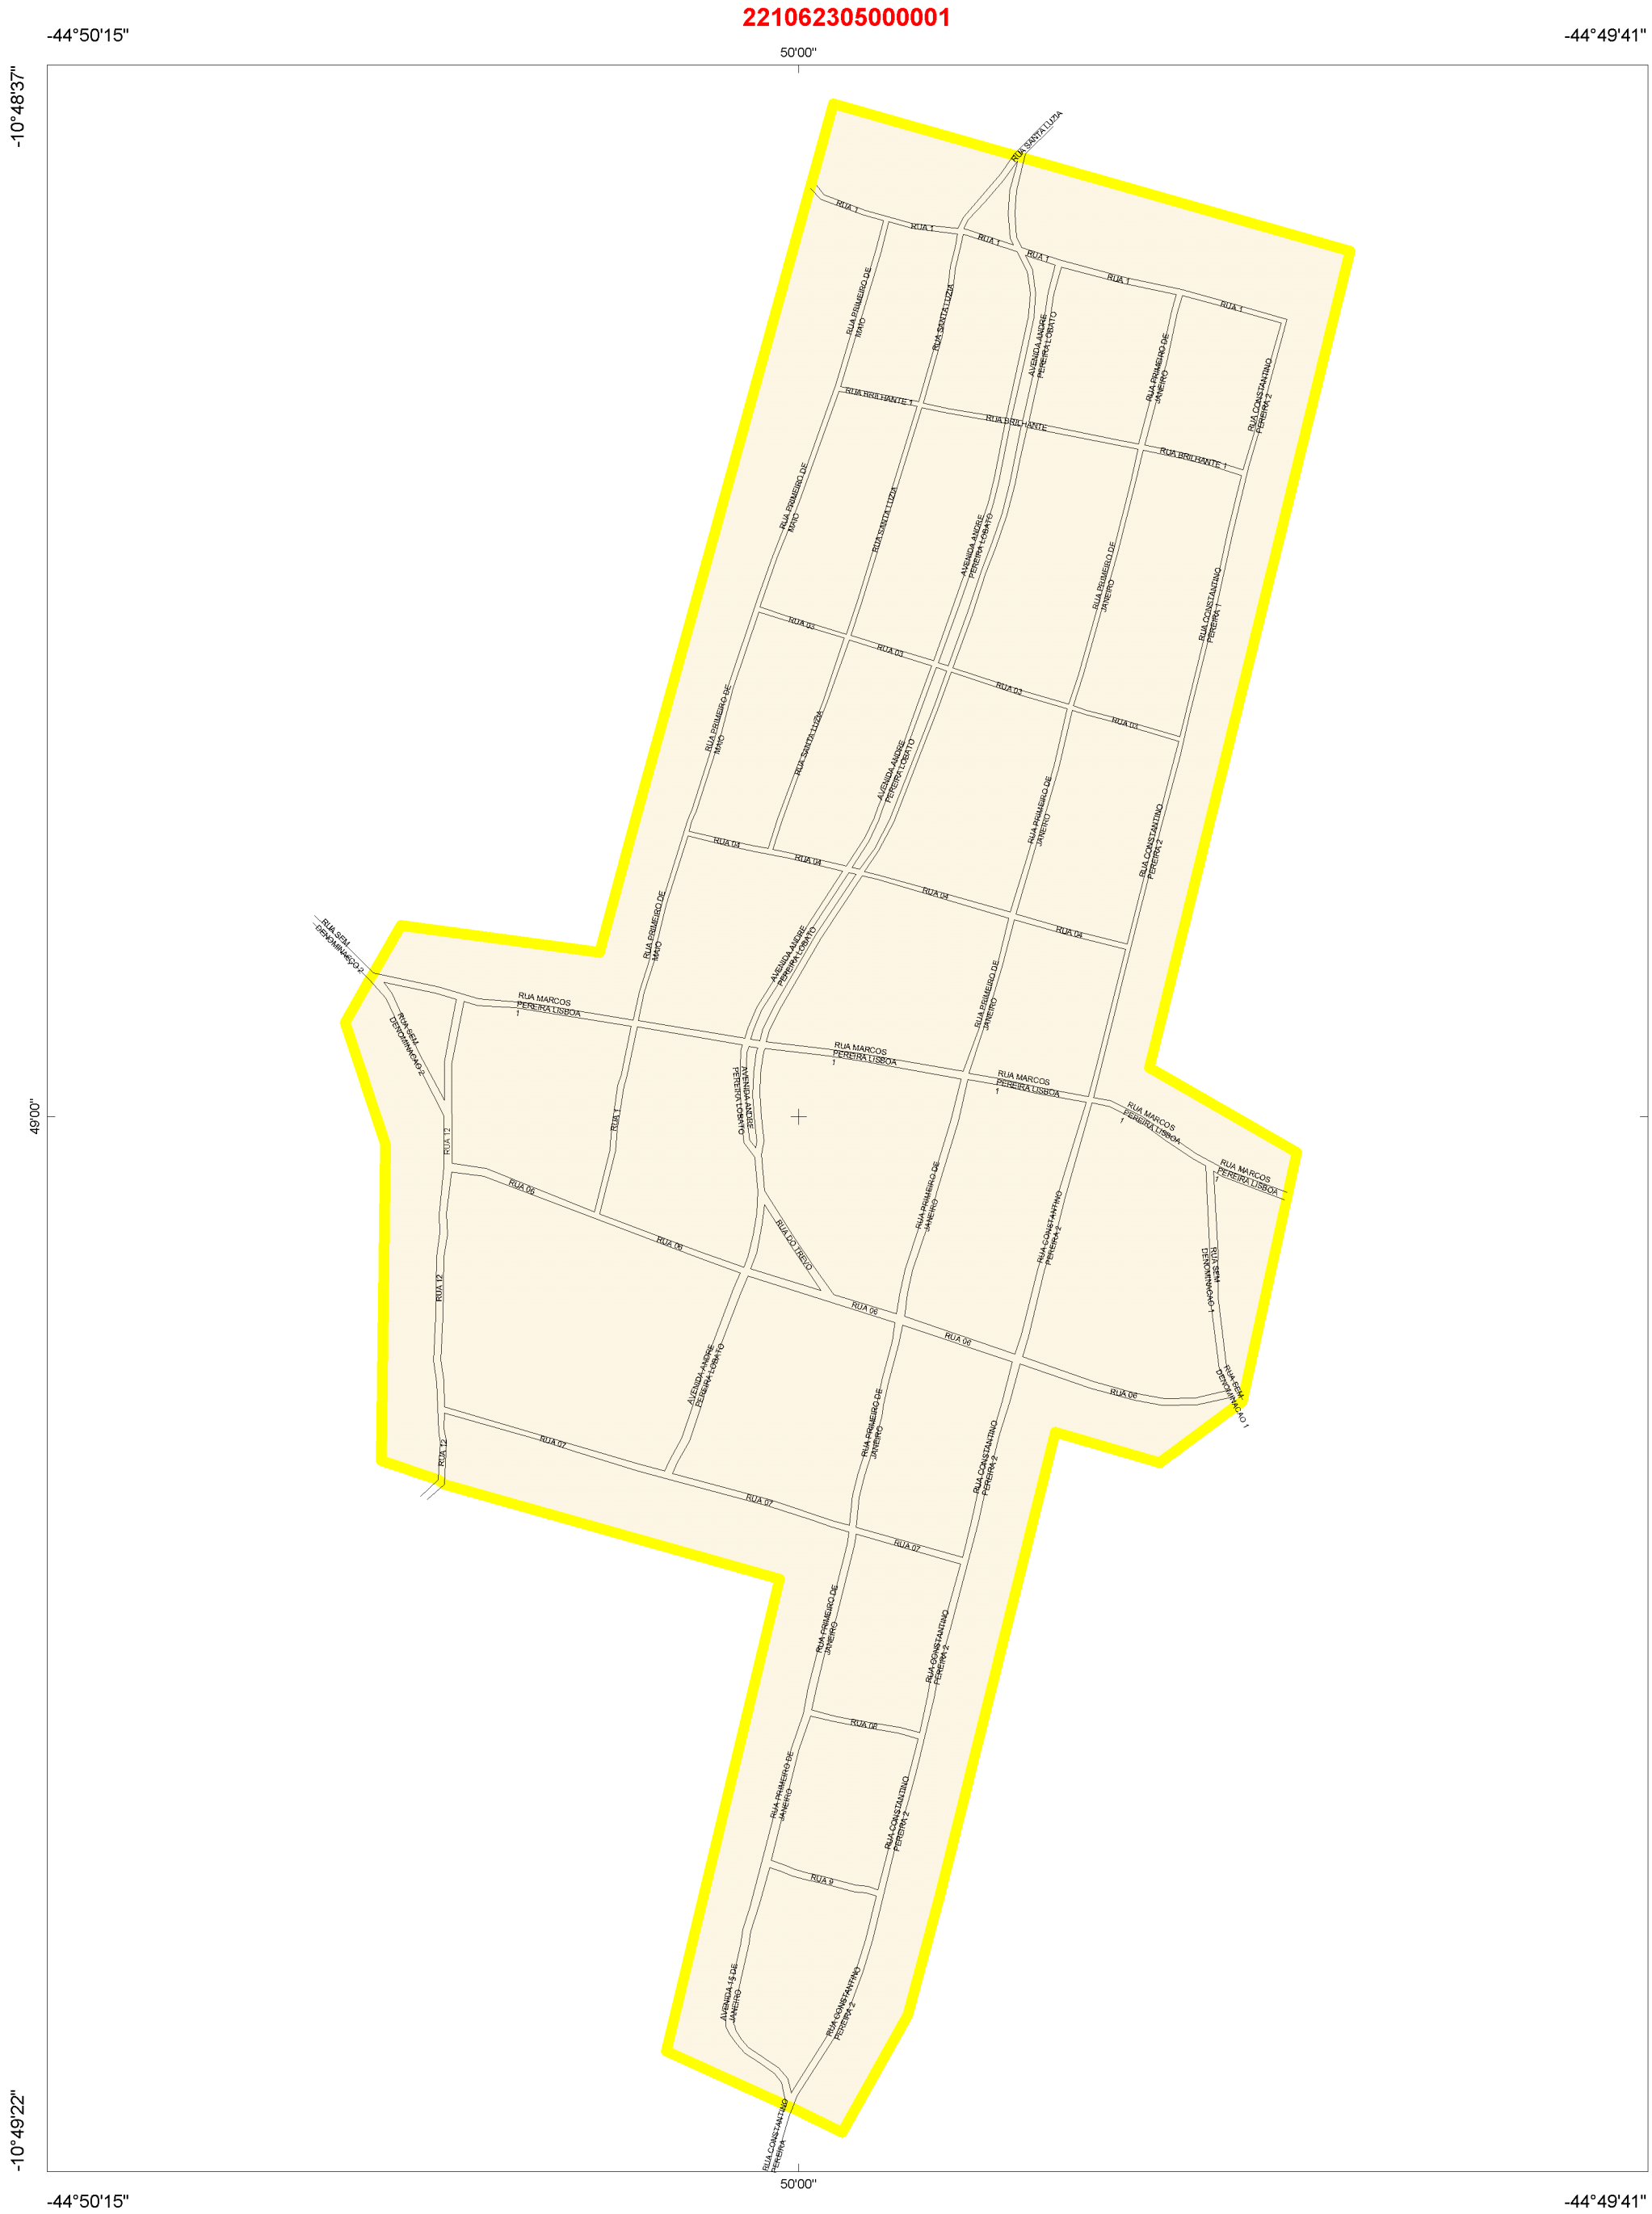 221062305000001
-44°50'15"
-44°49'41"
50'00"
-10°48'37"
RUA SANTA LUZIA
RUA 1
RUA 1
RUA 1
RUA 1
RUA 1
RUA 1
RUA PRIMEIRO DE
MAIO
RUA SANTA LUZIA
AVENIDA ANDRE
PEREIRA LOBATO
RUA PRIMEIRO DE
JANEIRO
RUA CONSTANTINO
PEREIRA 2
RUA BRILHANTE 1
RUA BRILHANTE
RUA BRILHANTE 1
RUA PRIMEIRO DE
MAIO
RUA SANTA LUZIA
AVENIDA ANDRE
PEREIRA LOBATO
RUA PRIMEIRO DE
JANEIRO
RUA CONSTANTINO
PEREIRA 1
RUA 03
RUA 03
RUA 03
RUA 03
RUA PRIMEIRO DE
MAIO
RUA SANTA LUZIA
AVENIDA ANDRE
PEREIRA LOBATO
RUA PRIMEIRO DE
JANEIRO
RUA CONSTANTINO
PEREIRA 2
RUA 04
RUA 04
RUA 04
RUA 04
RUA PRIMEIRO DE
MAIO
AVENIDA ANDRE
PEREIRA LOBATO
RUA PRIMEIRO DE
JANEIRO
RUA SEM
DENOMINAÇÃO 2
RUA MARCOS
PEREIRA LISBOA
1
RUA MARCOS
PEREIRA LISBOA
1
RUA MARCOS
PEREIRA LISBOA
1
RUA MARCOS
PEREIRA LISBOA
1
RUA MARCOS
PEREIRA LISBOA
1
RUA SEM
DENOMINACAO 2
AVENIDA ANDRE
PEREIRA LOBATO
49'00"
RUA 12
RUA 1
RUA 06
RUA 06
RUA DO TREVO
RUA PRIMEIRO DE
JANEIRO
RUA CONSTANTINO
PEREIRA 2
RUA SEM
DENOMINACAO 1
RUA 12
RUA 06
RUA 06
RUA 06
RUA SEM
DENOMINACAO 1
AVENIDA ANDRE
PEREIRA LOBATO
RUA PRIMEIRO DE
JANEIRO
RUA CONSTANTINO
PEREIRA 2
RUA 12
RUA 07
RUA 07
RUA 07
RUA PRIMEIRO DE
JANEIRO
RUA CONSTANTINO
PEREIRA 2
RUA 08
RUA PRIMEIRO DE
JANEIRO
RUA CONSTANTINO
PEREIRA 2
RUA 9
AVENIDA 15 DE
JANEIRO
RUA CONSTANTINO
PEREIRA 2
RUA CONSTANTINO
PEREIRA
-10°49'22"
50'00"
-44°50'15"
-44°49'41"